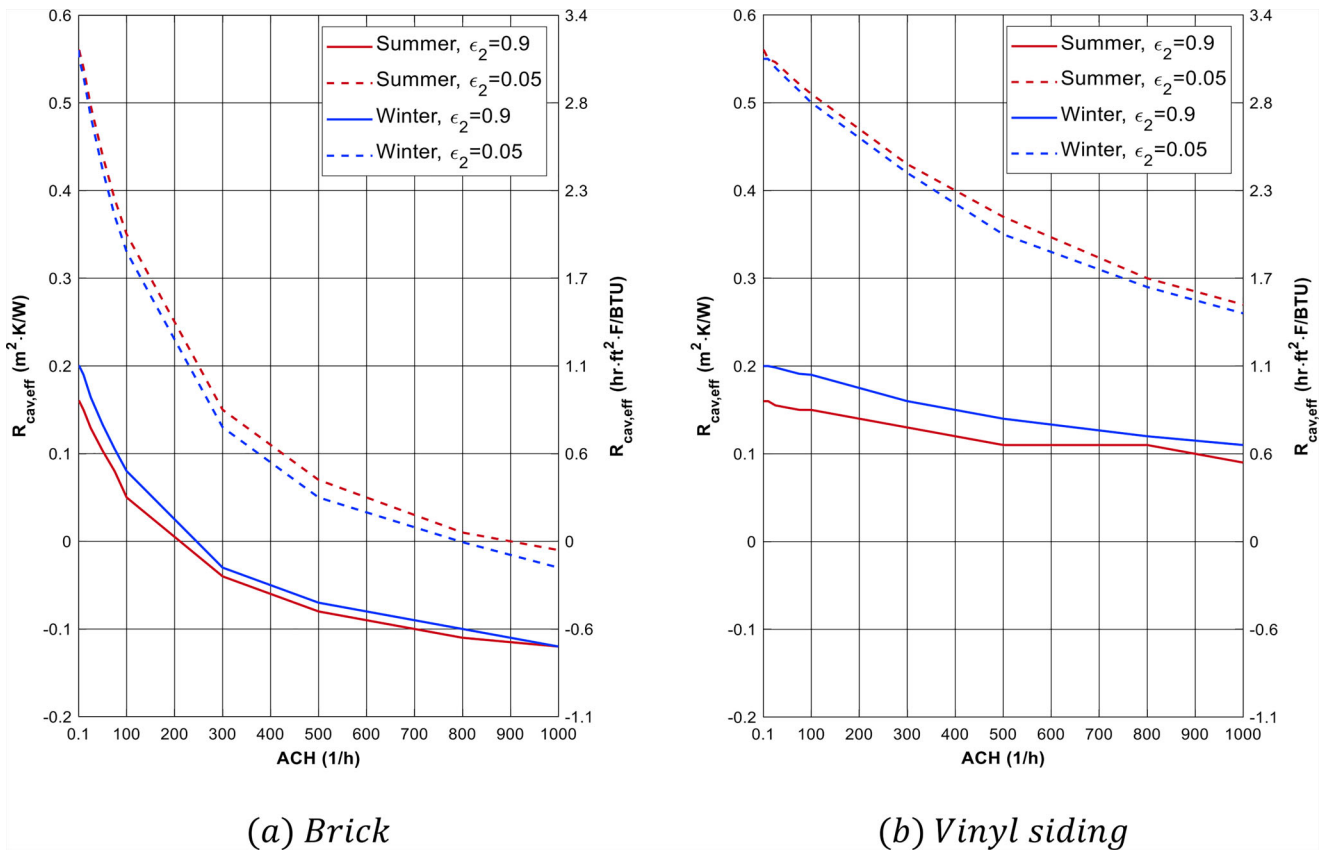 0.6
0.5
0.4
0.3
0.2
0.1
0
-0.1
-0.2
R_cav,eff (m²·K/W)
3.4
2.8
2.3
1.7
1.1
0.6
0
-0.6
-1.1
R_cav,eff (hr·ft²·F/BTU)
Summer, ϵ₂=0.9
Summer, ϵ₂=0.05
Winter, ϵ₂=0.9
Winter, ϵ₂=0.05
0.1 100 200 300 400 500 600 700 800 900 1000
ACH (1/h)
(a) Brick
0.6
0.5
0.4
0.3
0.2
0.1
0
-0.1
-0.2
R_cav,eff (m²·K/W)
3.4
2.8
2.3
1.7
1.1
0.6
0
-0.6
-1.1
R_cav,eff (hr·ft²·F/BTU)
Summer, ϵ₂=0.9
Summer, ϵ₂=0.05
Winter, ϵ₂=0.9
Winter, ϵ₂=0.05
0.1 100 200 300 400 500 600 700 800 900 1000
ACH (1/h)
(b) Vinyl siding